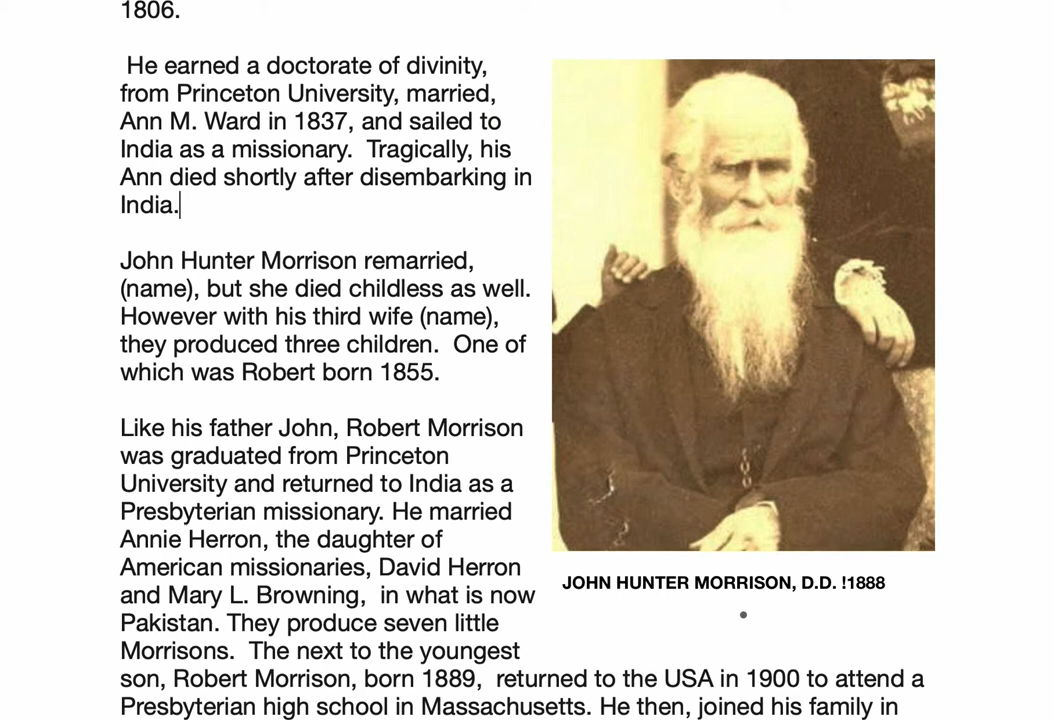 1806.
He earned a doctorate of divinity,
from Princeton University, married,
Ann M. Ward in 1837, and sailed to
India as a missionary.  Tragically, his
Ann died shortly after disembarking in
India.
John Hunter Morrison remarried,
(name), but she died childless as well.
However with his third wife (name),
they produced three children.  One of
which was Robert born 1855.
Like his father John, Robert Morrison
was graduated from Princeton
University and returned to India as a
Presbyterian missionary. He married
Annie Herron, the daughter of
American missionaries, David Herron
and Mary L. Browning,  in what is now
Pakistan. They produce seven little
Morrisons.  The next to the youngest
son, Robert Morrison, born 1889,  returned to the USA in 1900 to attend a
Presbyterian high school in Massachusetts. He then, joined his family in
JOHN HUNTER MORRISON, D.D. !1888